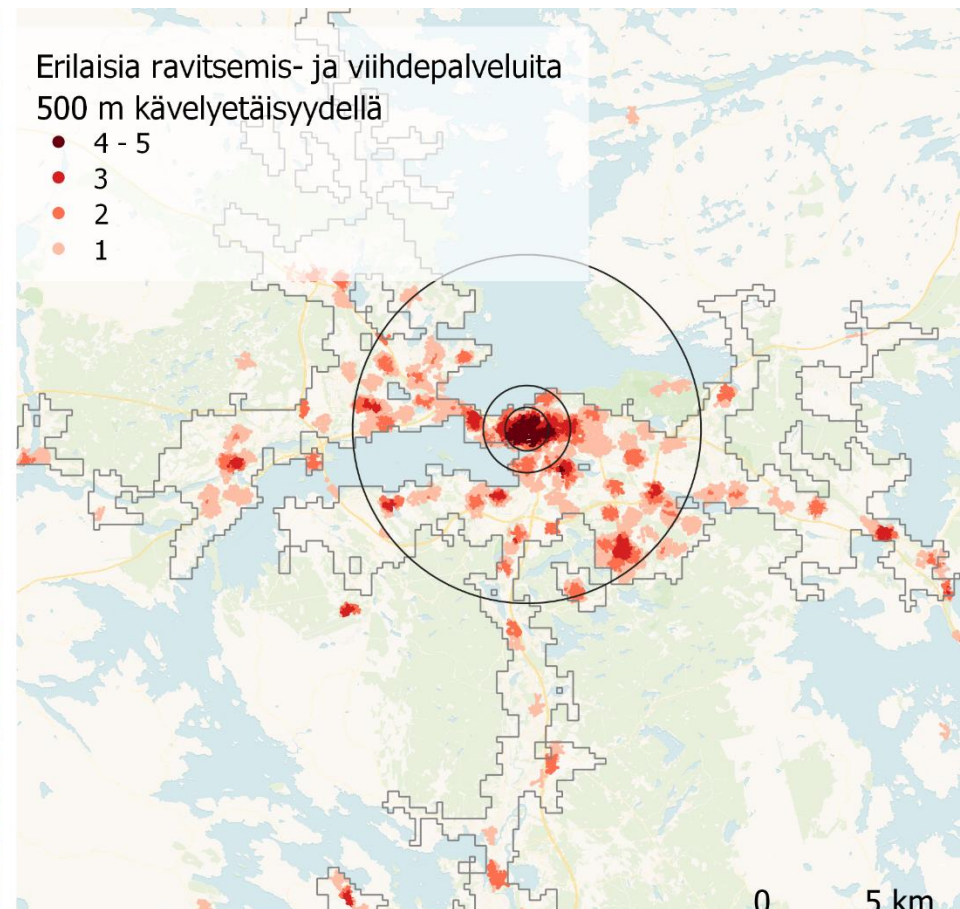 Erilaisia ravitsemis- ja viihdepalveluita
500 m kävelyetäisyydellä
4 - 5
3
2
1
0 5 km